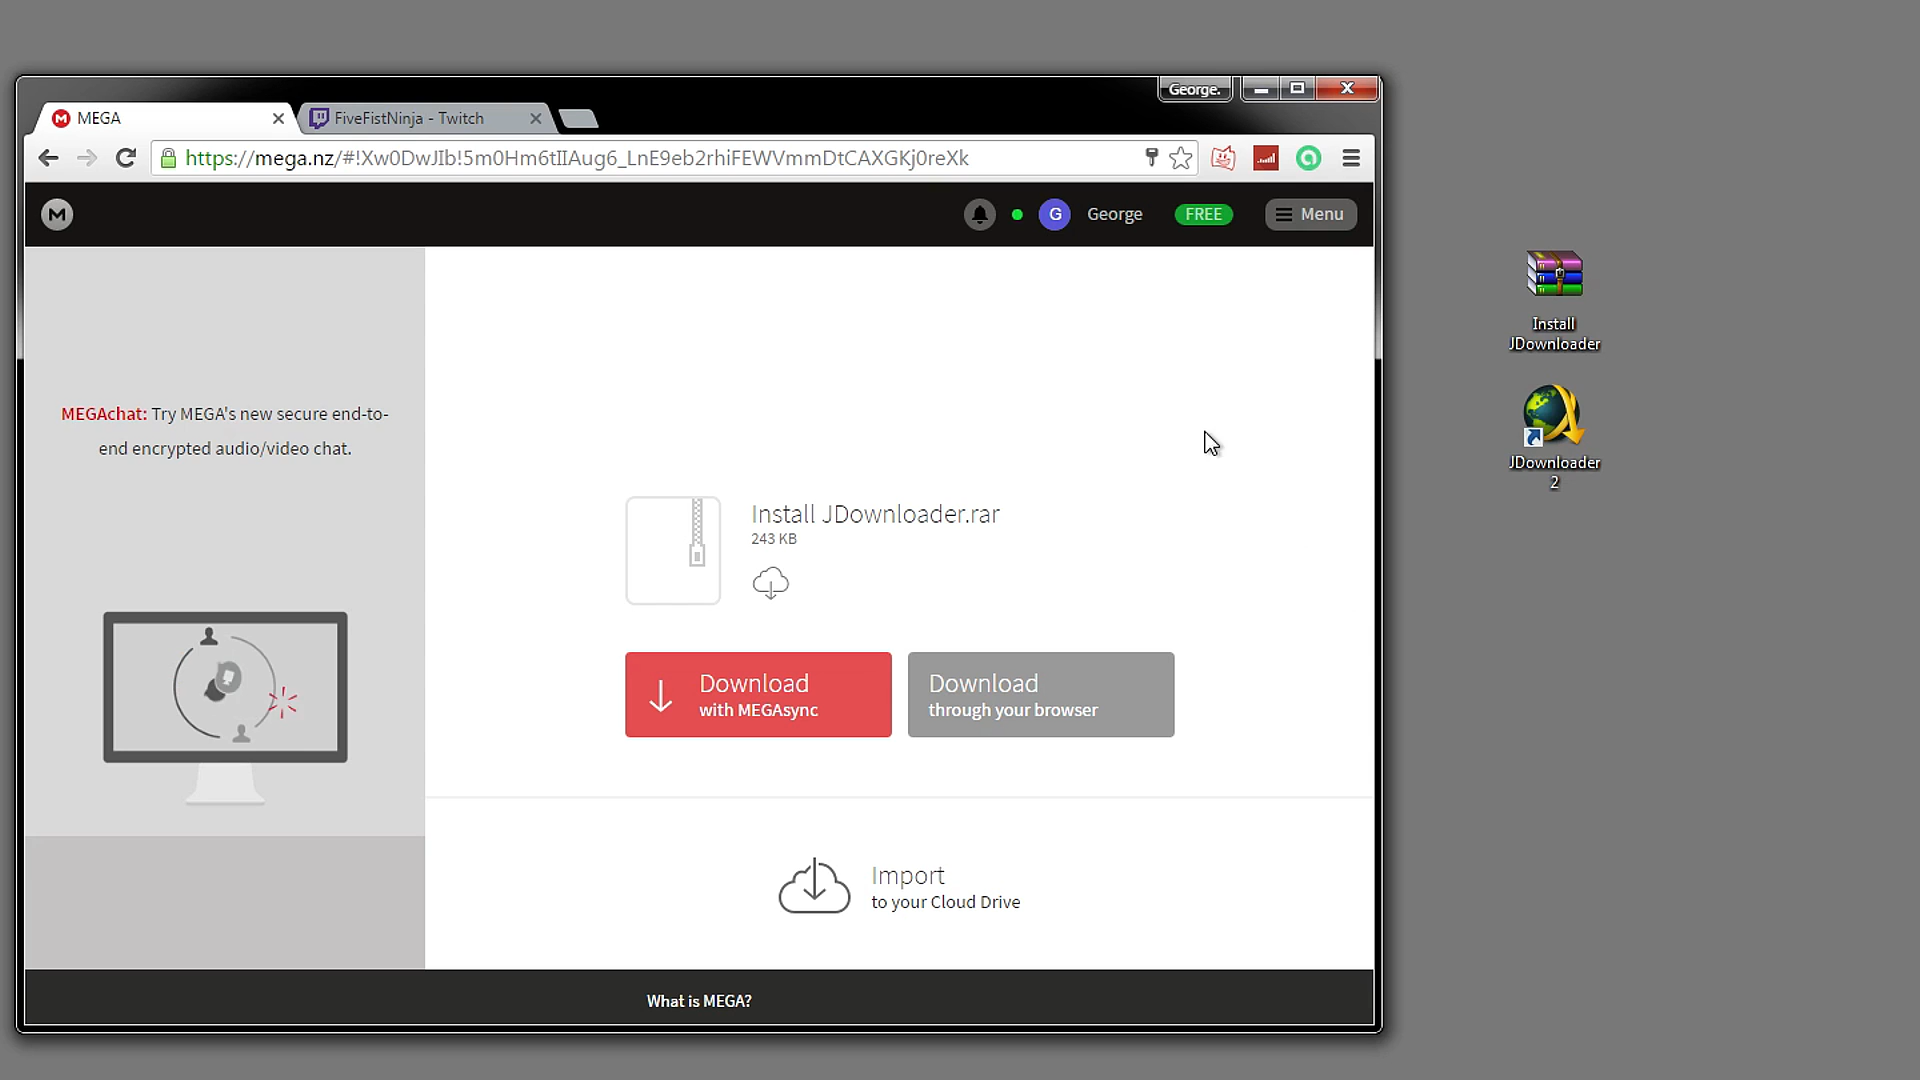 George.
MEGA
FiveFistNinja - Twitch
https://mega.nz/#!Xw0DwJIb!5m0Hm6tIIAug6_LnE9eb2rhiFEWVmmDtCAXGKj0reXk
M
G
George
FREE
Menu
MEGAchat: Try MEGA's new secure end-to-
end encrypted audio/video chat.
Install JDownloader.rar
243 KB
Download
with MEGAsync
Download
through your browser
Import
to your Cloud Drive
What is MEGA?
Install
JDownloader
JDownloader
2